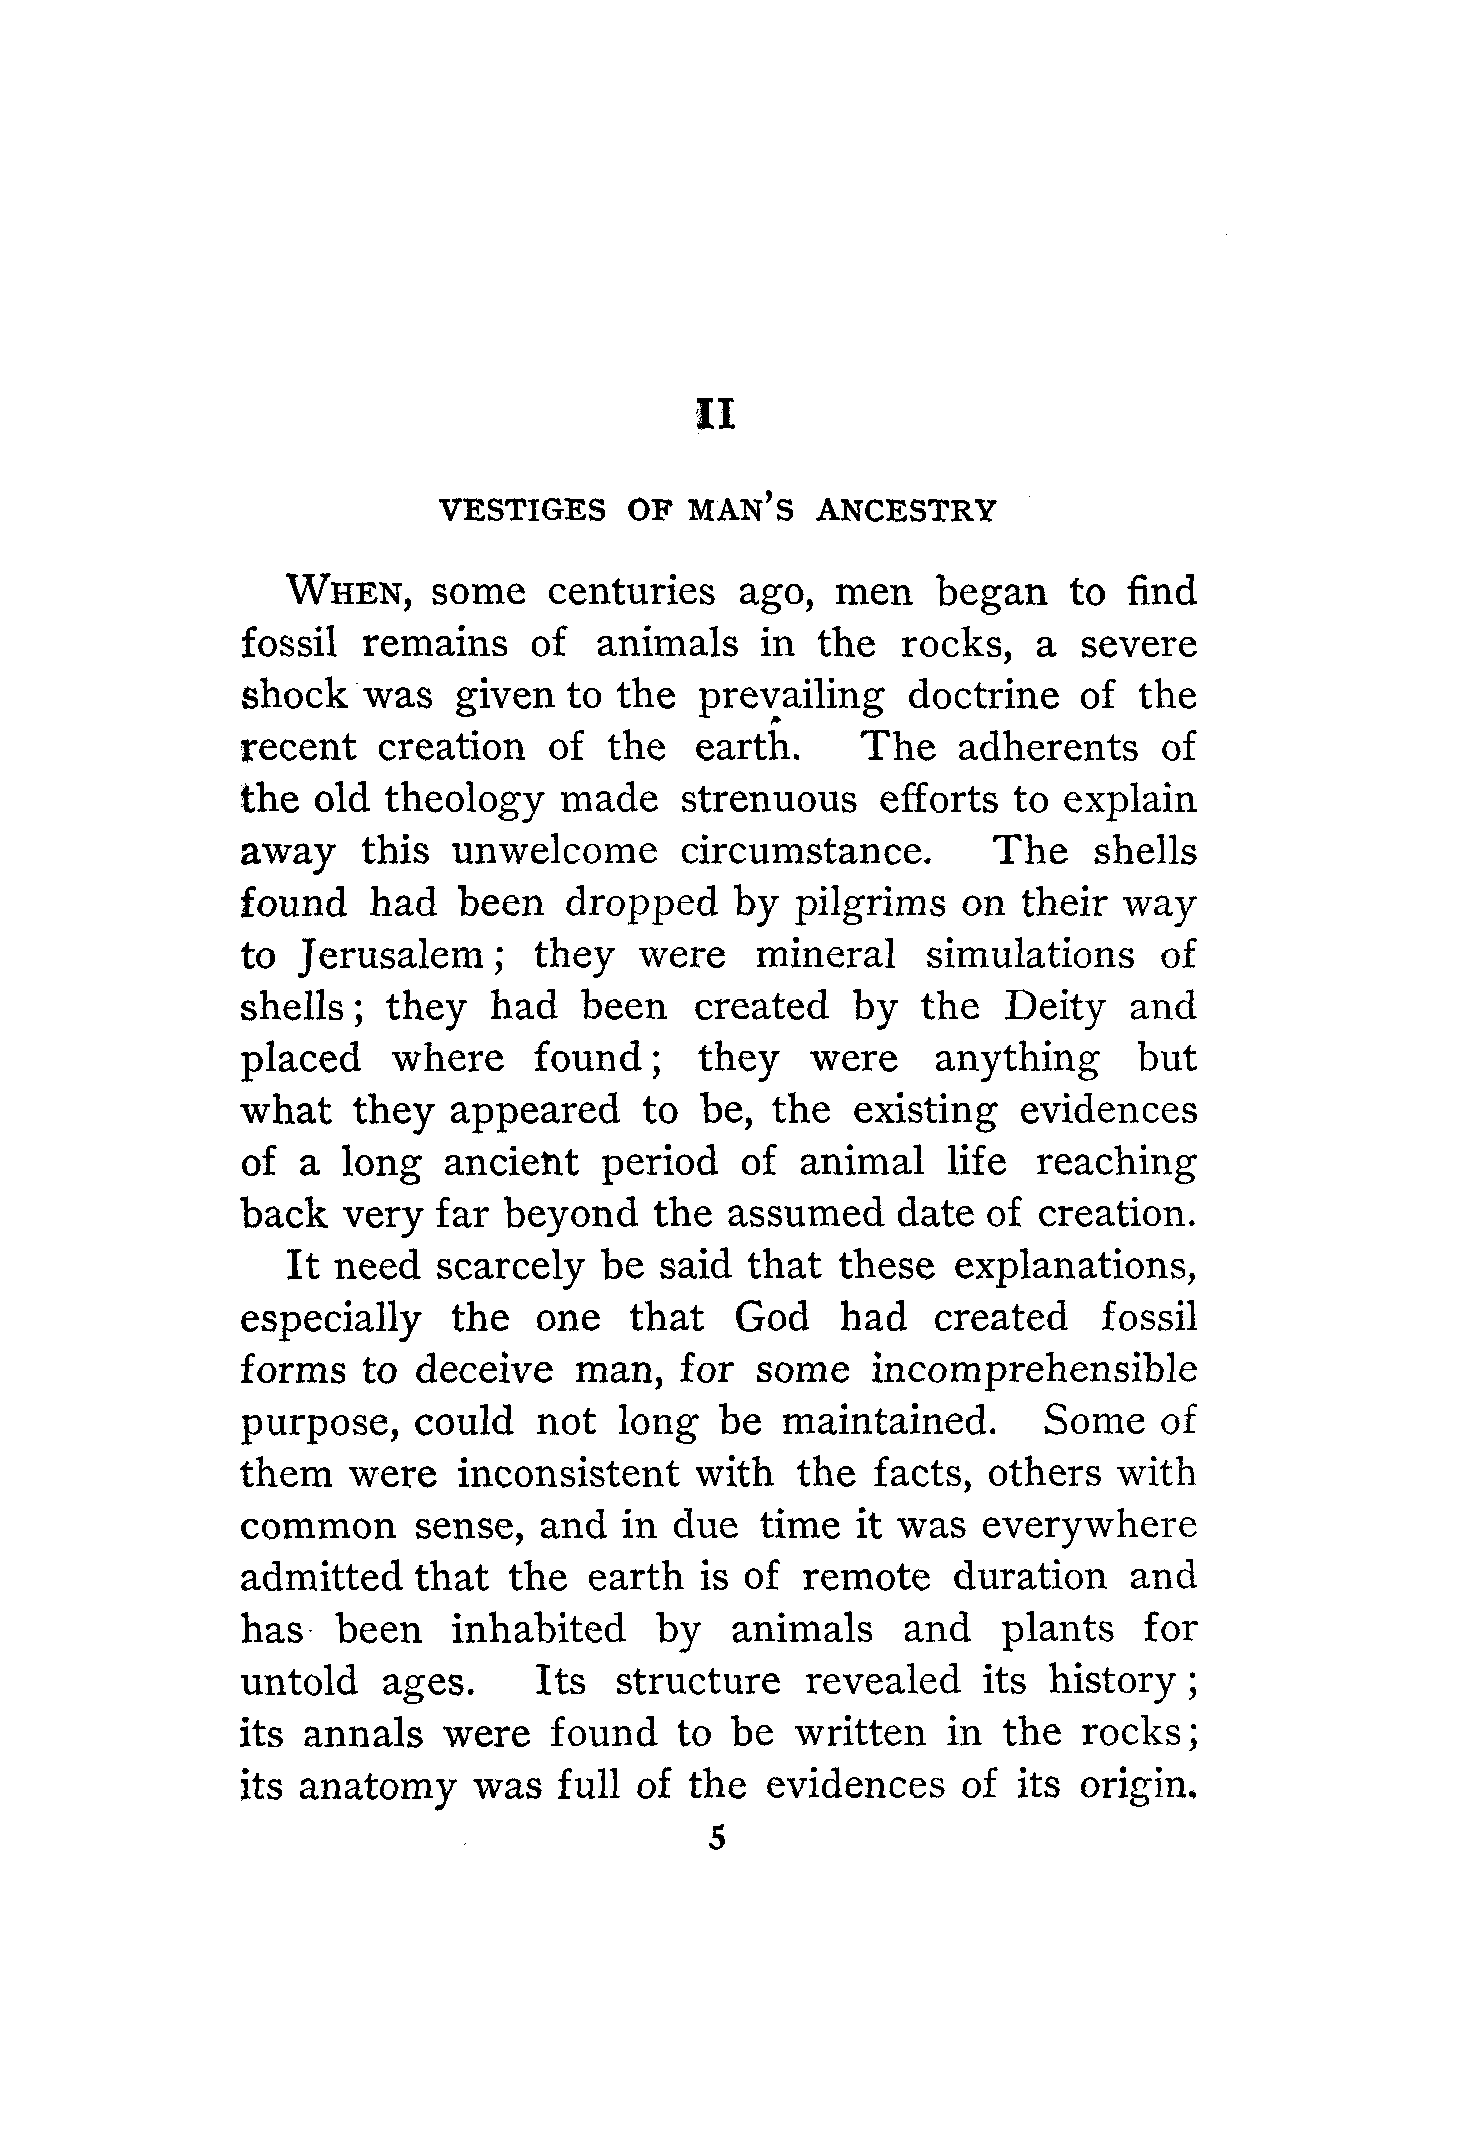 II
VESTIGES OF MAN'S ANCESTRY
WHEN, some centuries ago, men began to find
fossil remains of animals in the rocks, a severe
shock was given to the prevailing doctrine of the
recent creation of the earth. The adherents of
the old theology made strenuous efforts to explain
away this unwelcome circumstance. The shells
found had been dropped by pilgrims on their way
to Jerusalem; they were mineral simulations of
shells; they had been created by the Deity and
placed where found; they were anything but
what they appeared to be, the existing evidences
of a long ancient period of animal life reaching
back very far beyond the assumed date of creation.
It need scarcely be said that these explanations,
especially the one that God had created fossil
forms to deceive man, for some incomprehensible
purpose, could not long be maintained. Some of
them were inconsistent with the facts, others with
common sense, and in due time it was everywhere
admitted that the earth is of remote duration and
has been inhabited by animals and plants for
untold ages. Its structure revealed its history;
its annals were found to be written in the rocks;
its anatomy was full of the evidences of its origin.
5